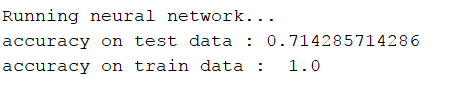 Running neural network...
accuracy on test data : 0.714285714286
accuracy on train data :  1.0